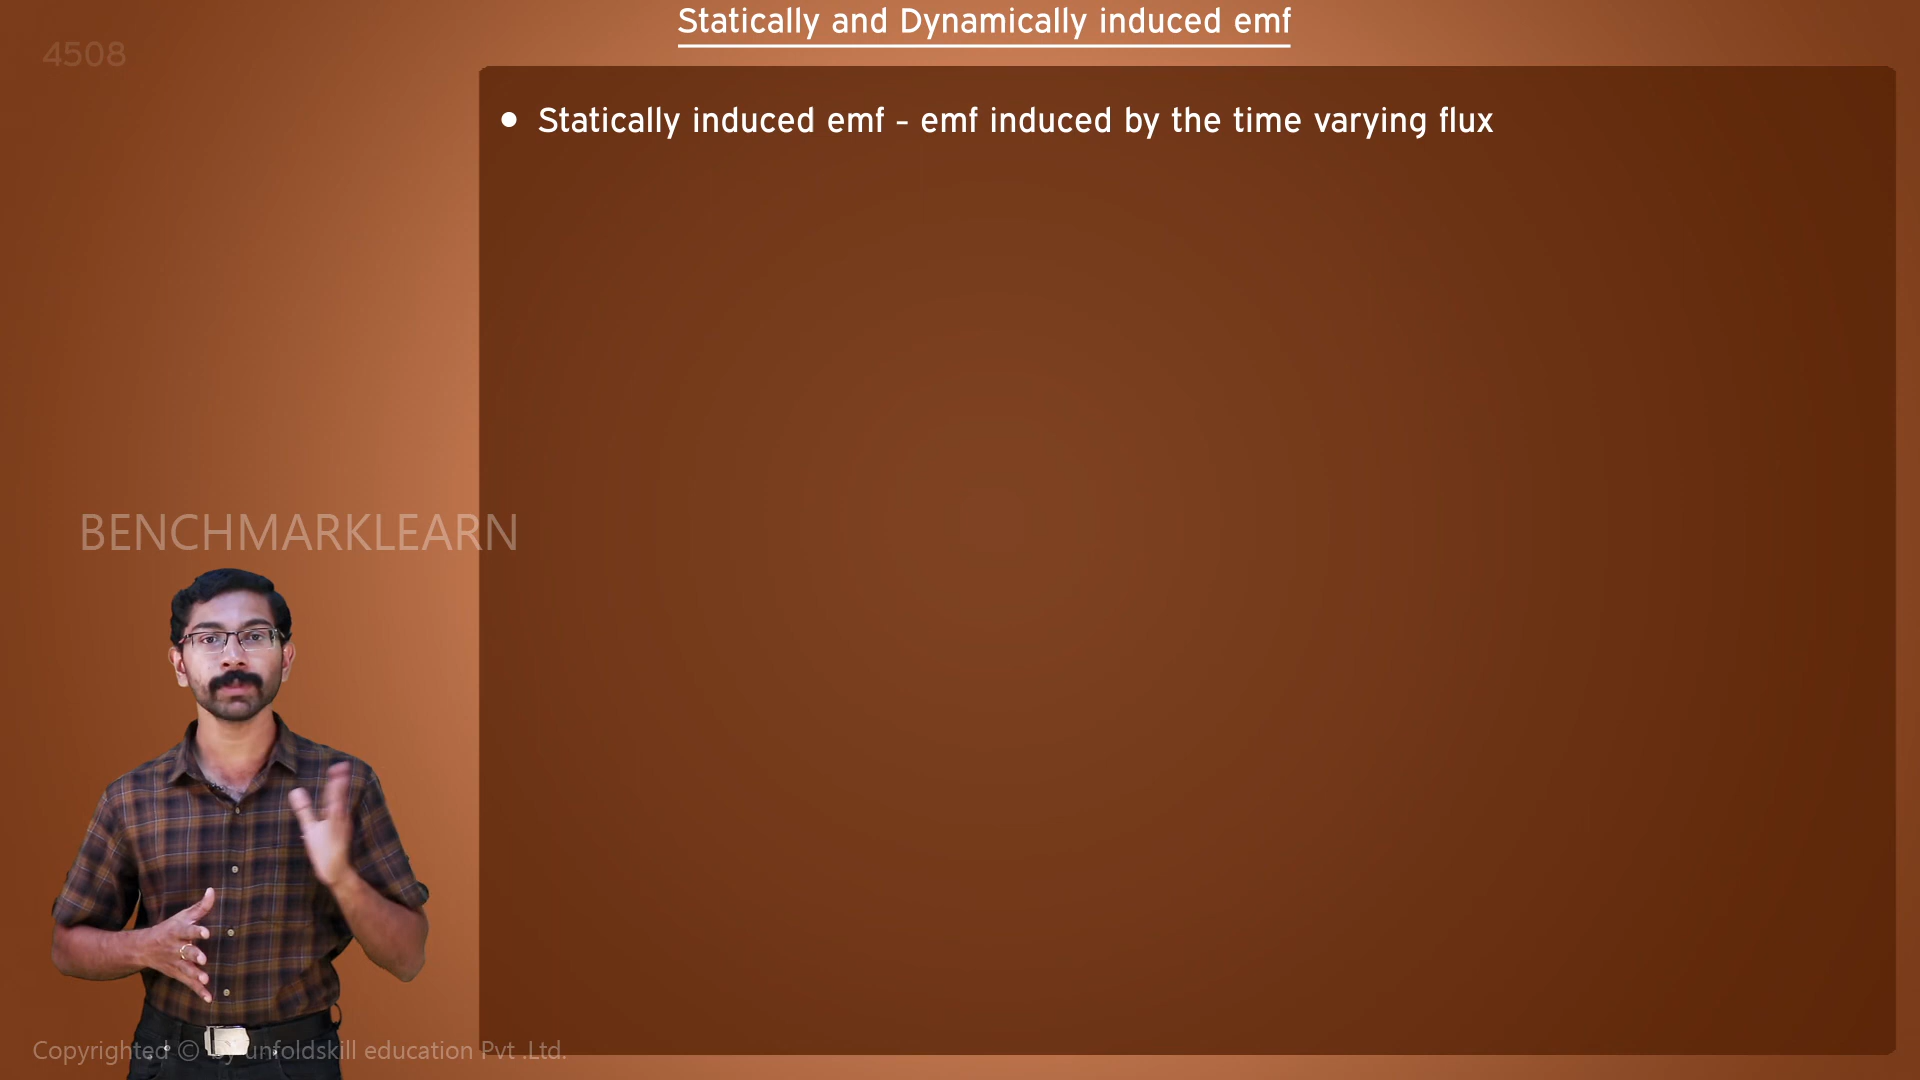 Statically and Dynamically induced emf
4508
• Statically induced emf - emf induced by the time varying flux
BENCHMARKLEARN
Copyrighted © by unfoldskill education Pvt .Ltd.